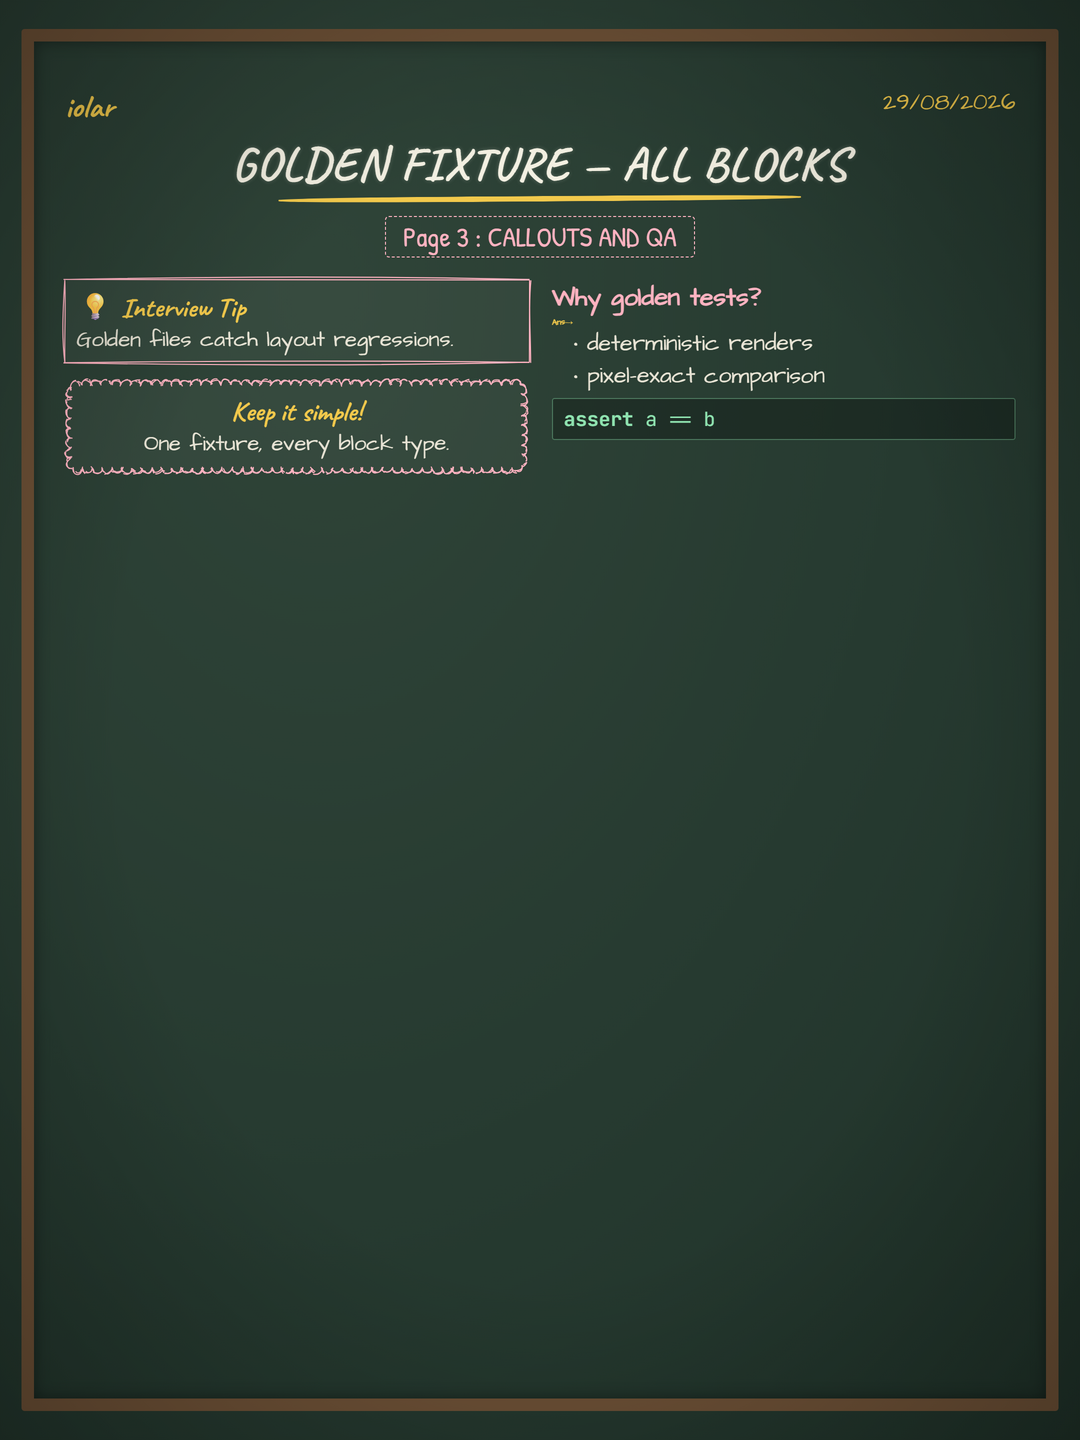 iolar
29/08/2026
GOLDEN FIXTURE – ALL BLOCKS
Page 3 : CALLOUTS AND QA
Interview Tip
Golden files catch layout regressions.
Keep it simple!
One fixture, every block type.
Why golden tests?
Ans→
· deterministic renders
· pixel-exact comparison
assert a == b